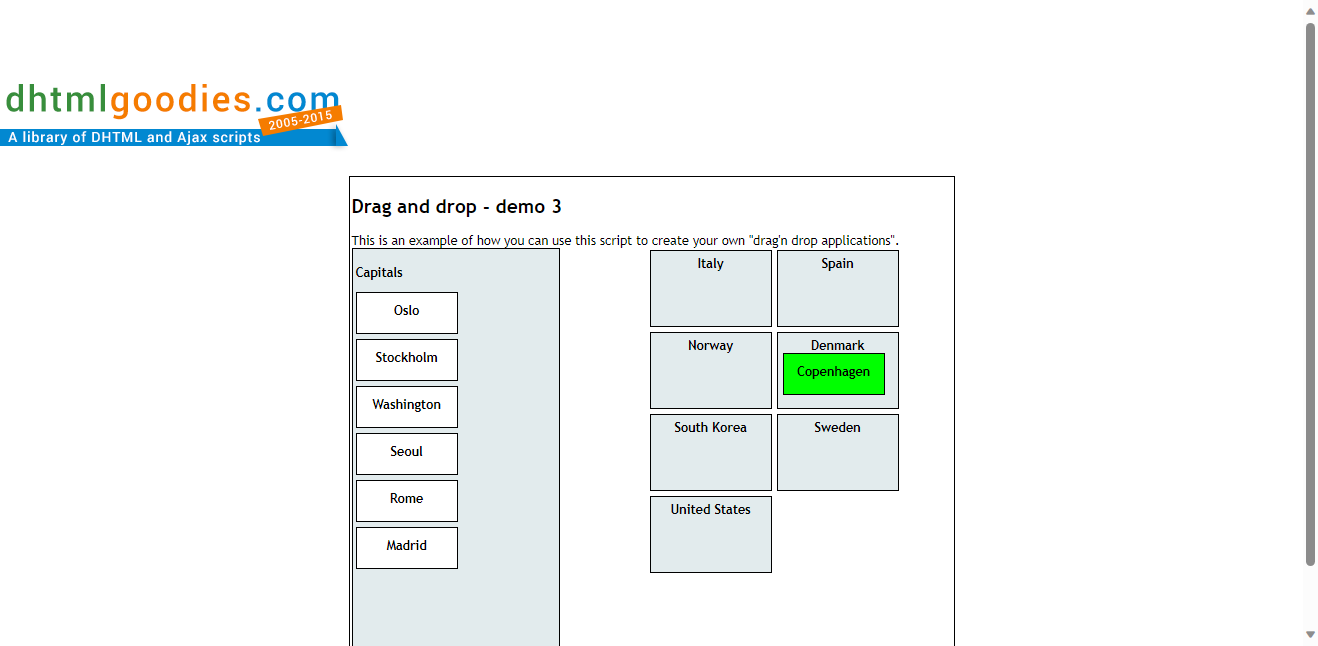 dhtmlgoodies.com
2005-2015
A library of DHTML and Ajax scripts
Drag and drop - demo 3
This is an example of how you can use this script to create your own "drag'n drop applications".
Capitals
Oslo
Stockholm
Washington
Seoul
Rome
Madrid
Italy
Spain
Norway
Denmark
Copenhagen
South Korea
Sweden
United States